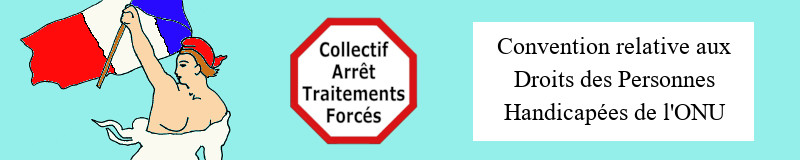 Collectif
Arrêt
Traitements
Forcés
Convention relative aux
Droits des Personnes
Handicapées de l'ONU